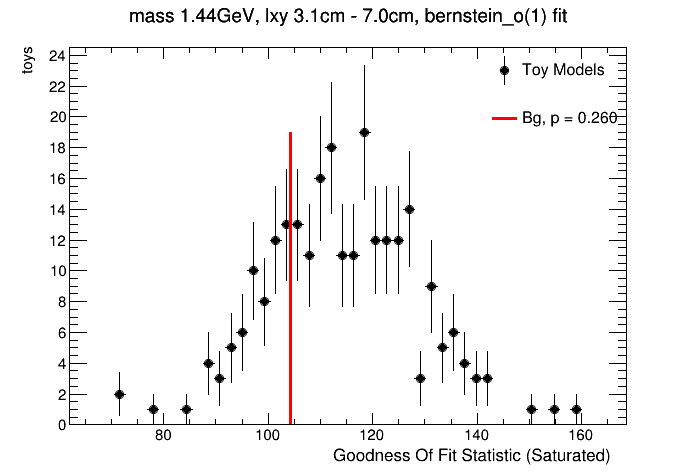 mass 1.44GeV, lxy 3.1cm - 7.0cm, bernstein_o(1) fit
toys
24
22
20
18
16
14
12
10
8
6
4
2
0
Toy Models
Bg, p = 0.260
80 100 120 140 160
Goodness Of Fit Statistic (Saturated)